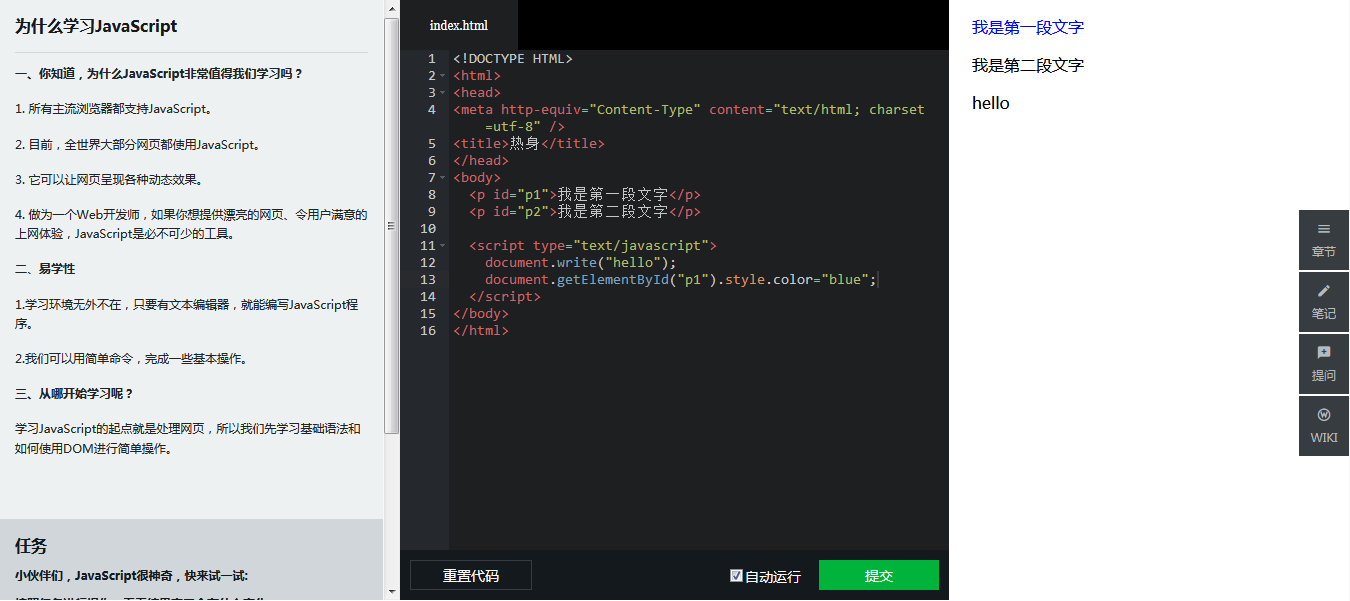 为什么学习JavaScript
一、你知道，为什么JavaScript非常值得我们学习吗？
1. 所有主流浏览器都支持JavaScript。
2. 目前，全世界大部分网页都使用JavaScript。
3. 它可以让网页呈现各种动态效果。
4. 做为一个Web开发师，如果你想提供漂亮的网页、令用户满意的
上网体验，JavaScript是必不可少的工具。
二、易学性
1.学习环境无外不在，只要有文本编辑器，就能编写JavaScript程
序。
2.我们可以用简单命令，完成一些基本操作。
三、从哪开始学习呢？
学习JavaScript的起点就是处理网页，所以我们先学习基础语法和
如何使用DOM进行简单操作。
任务
小伙伴们，JavaScript很神奇，快来试一试:
index.html
1 <!DOCTYPE HTML>
2 <html>
3 <head>
4 <meta http-equiv="Content-Type" content="text/html; charset
=utf-8" />
5 <title>热身</title>
6 </head>
7 <body>
8 <p id="p1">我是第一段文字</p>
9 <p id="p2">我是第二段文字</p>
10
11 <script type="text/javascript">
12 document.write("hello");
13 document.getElementById("p1").style.color="blue";
14 </script>
15 </body>
16 </html>
重置代码
自动运行
提交
我是第一段文字
我是第二段文字
hello
章节
笔记
提问
WIKI